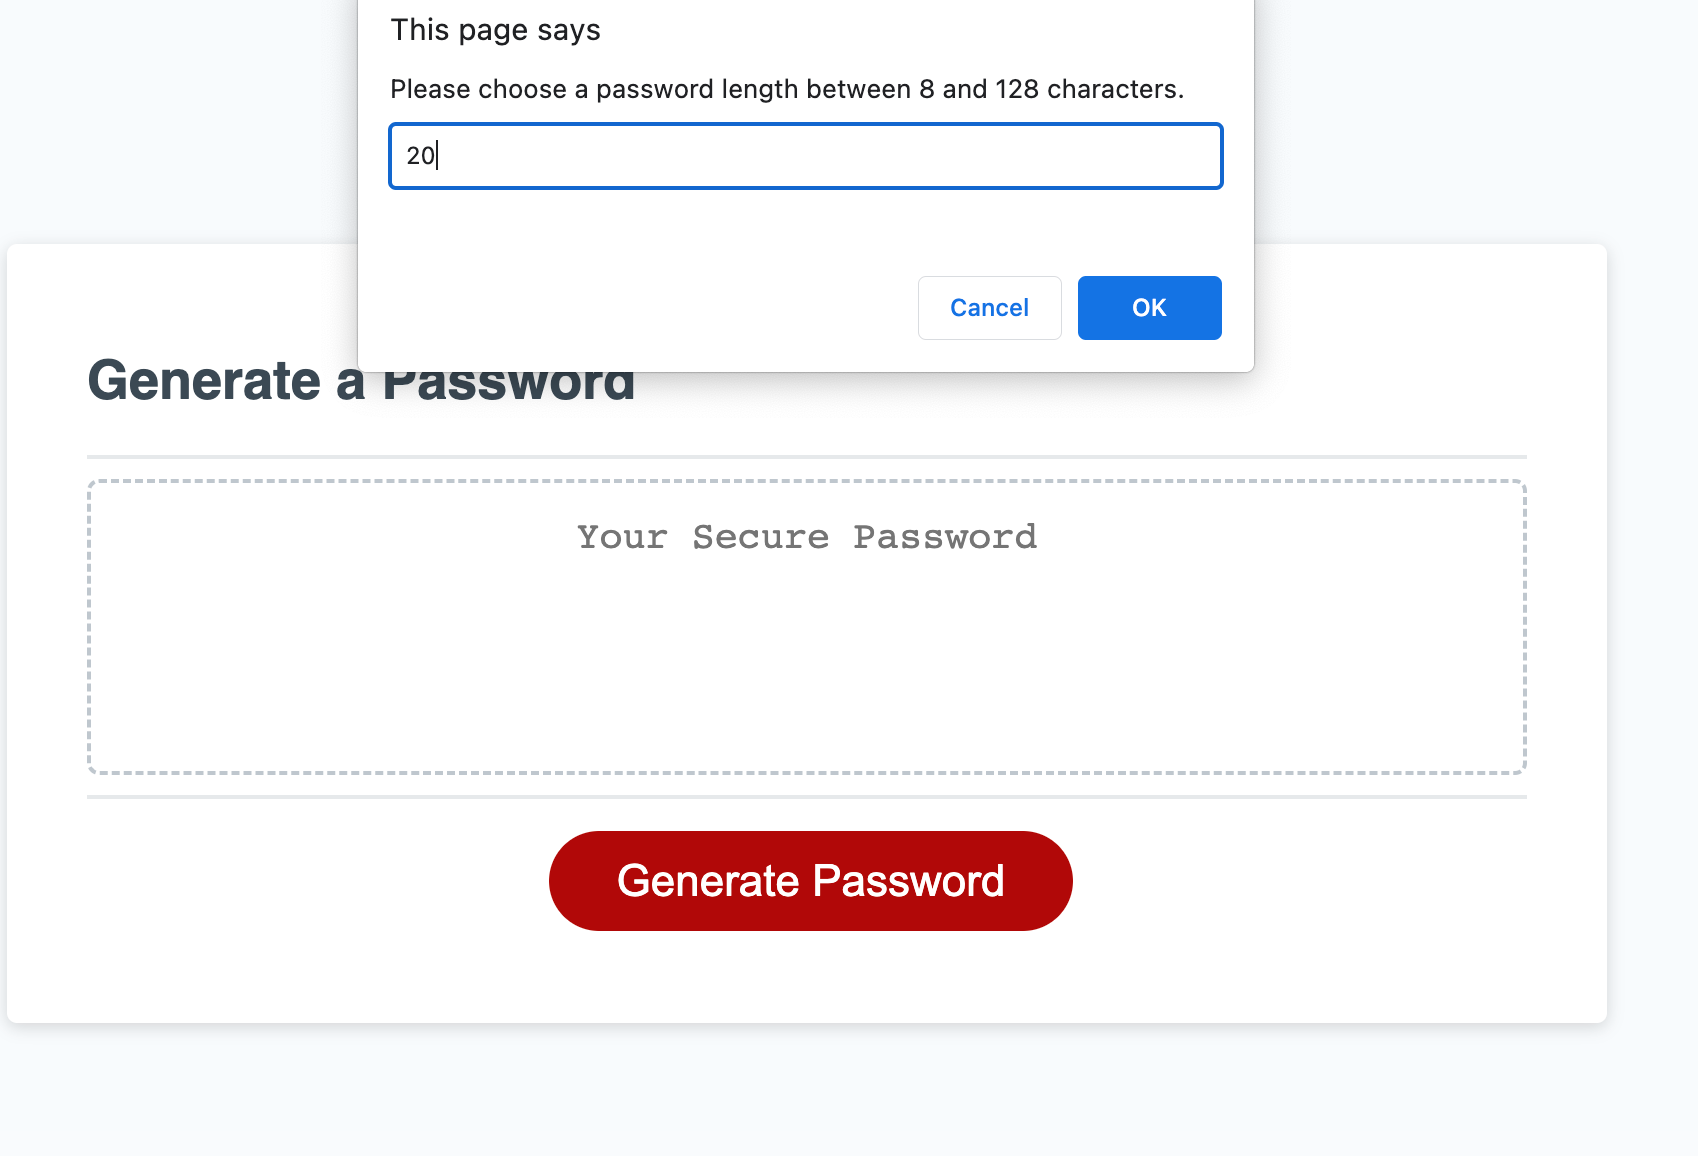 This page says
Please choose a password length between 8 and 128 characters.
20
Cancel
OK
Generate a Password
Your Secure Password
Generate Password